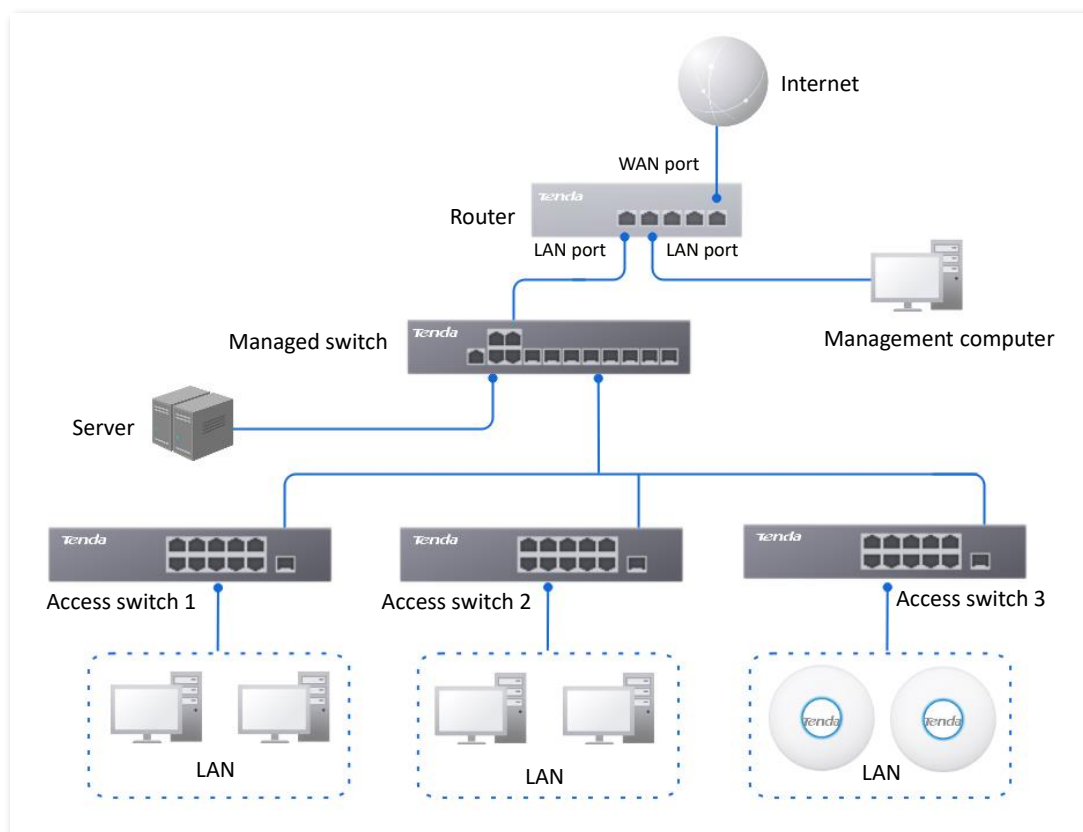 Internet
WAN port
Tenda
Router
LAN port
LAN port
Tenda
Managed switch
Management computer
Server
Tenda
Tenda
Tenda
Access switch 1
Access switch 2
Access switch 3
Tenda
Tenda
LAN
LAN
LAN